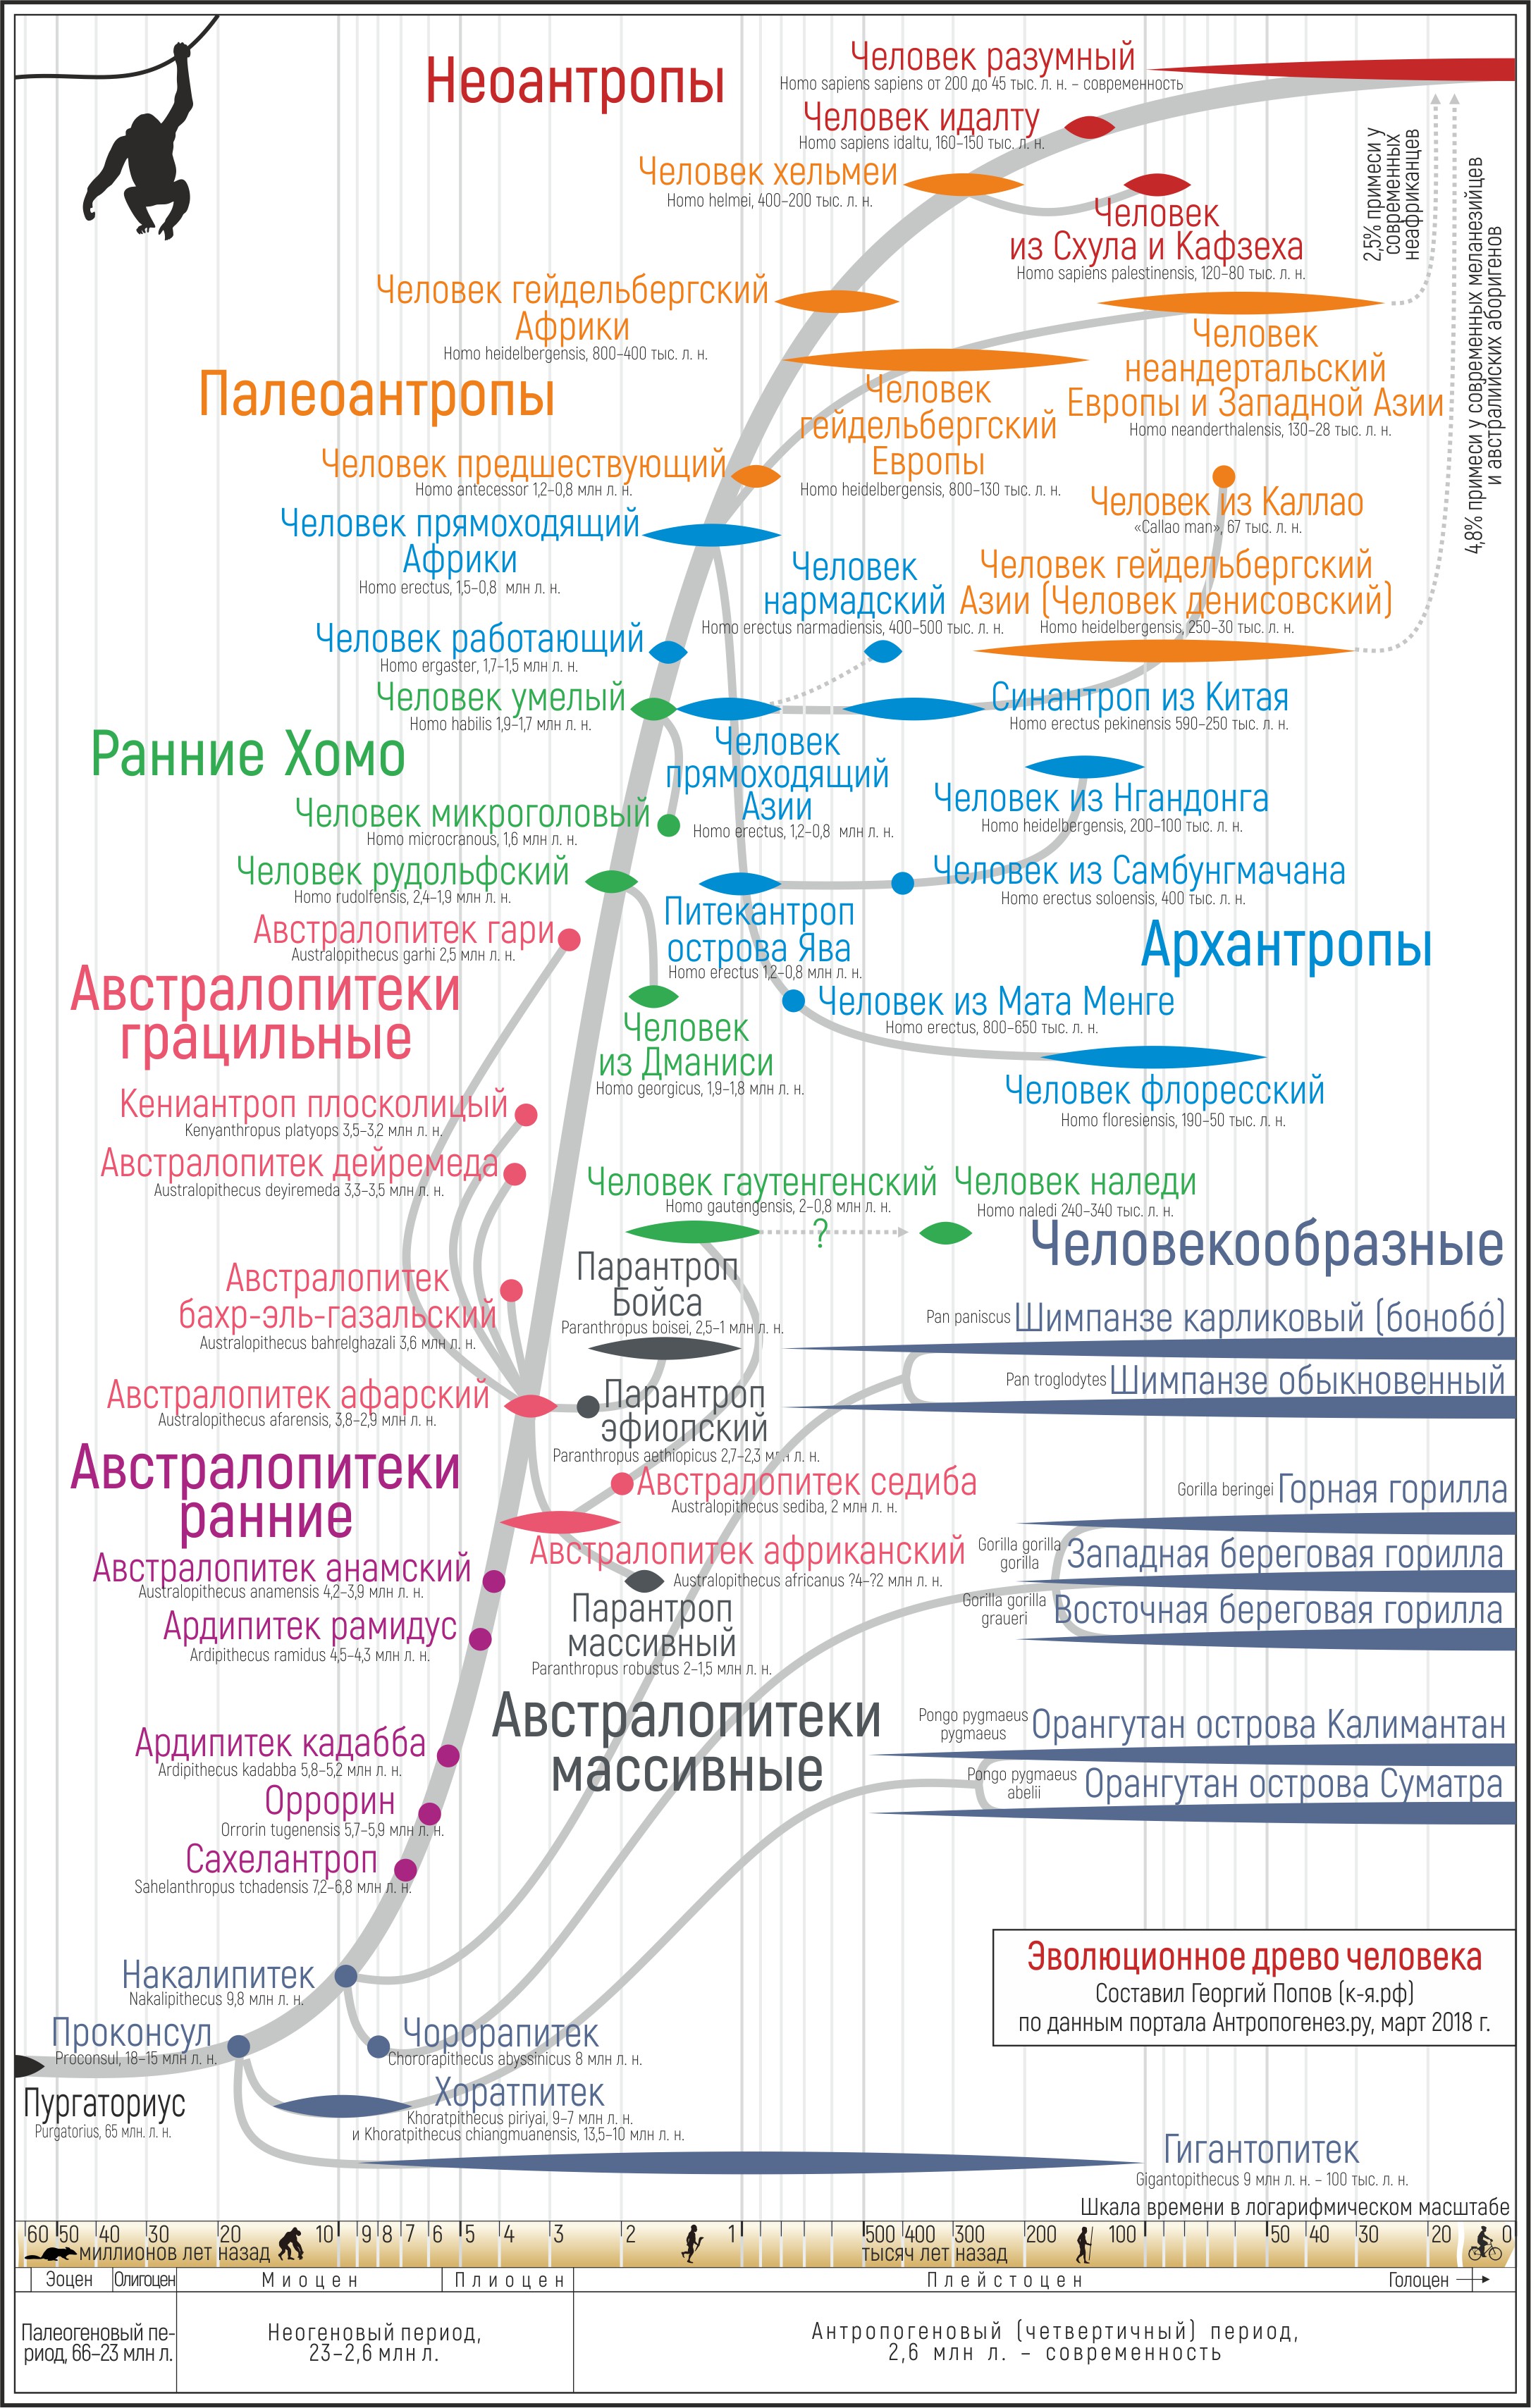 Неоантропы
Человек разумный
Homo sapiens sapiens от 200 до 45 тыс. л. н. – современность
Человек идалту
Homo sapiens idaltu, 160–150 тыс. л. н.
Человек хельмеи
Homo helmei, 400–200 тыс. л. н.
Человек
из Схула и Кафзеха
Homo sapiens palestinensis, 120–80 тыс. л. н.
2,5% примеси у
современных
неафриканцев
4,8% примеси у современных меланезийцев
и австралийских аборигенов
Человек гейдельбергский
Африки
Homo heidelbergensis, 800–400 тыс. л. н.
Человек
неандертальский
Европы и Западной Азии
Homo neanderthalensis, 130–28 тыс. л. н.
Палеоантропы
Человек
гейдельбергский
Европы
Homo heidelbergensis, 800–130 тыс. л. н.
Человек предшествующий
Homo antecessor 1,2–0,8 млн л. н.
Человек из Каллао
«Callao man», 67 тыс. л. н.
Человек прямоходящий
Африки
Homo erectus, 1,5–0,8 млн л. н.
Человек
нармадский
Homo erectus narmadiensis, 400–500 тыс. л. н.
Человек гейдельбергский
Азии (Человек денисовский)
Homo heidelbergensis, 250–30 тыс. л. н.
Человек работающий
Homo ergaster, 1,7–1,5 млн л. н.
Человек умелый
Homo habilis 1,9–1,7 млн л. н.
Синантроп из Китая
Homo erectus pekinensis 590–250 тыс. л. н.
Ранние Хомо
Человек
прямоходящий
Азии
Homo erectus, 1,2–0,8 млн л. н.
Человек из Нгандонга
Homo heidelbergensis, 200–100 тыс. л. н.
Человек микроголовый
Homo microcranous, 1,6 млн л. н.
Человек рудольфский
Homo rudolfensis, 2,4–1,9 млн л. н.
Человек из Самбунгмачана
Homo erectus soloensis, 400 тыс. л. н.
Питекантроп
острова Ява
Homo erectus 1,2–0,8 млн л. н.
Архантропы
Австралопитек гари
Australopithecus garhi 2,5 млн л. н.
Австралопитеки
грацильные
Человек из Мата Менге
Homo erectus, 800–650 тыс. л. н.
Человек
из Дманиси
Homo georgicus, 1,9–1,8 млн л. н.
Человек флоресский
Homo floresiensis, 190–50 тыс. л. н.
Кениантроп плосколицый
Kenyanthropus platyops 3,5–3,2 млн л. н.
Австралопитек дейремеда
Australopithecus deyiremeda 3,3–3,5 млн л. н.
Человек гаутенгенский
Homo gautengensis, 2–0,8 млн л. н.
?
Человек наледи
Homo naledi 240–340 тыс. л. н.
Человекообразные
Австралопитек
бахр-эль-газальский
Australopithecus bahrelghazali 3,6 млн л. н.
Парантроп
Бойса
Paranthropus boisei, 2,5–1 млн л. н.
Pan paniscus Шимпанзе карликовый (бонобо́)
Pan troglodytes Шимпанзе обыкновенный
Австралопитек афарский
Australopithecus afarensis, 3,8–2,9 млн л. н.
Парантроп
эфиопский
Paranthropus aethiopicus 2,7–2,3 млн л. н.
Австралопитеки
ранние
Австралопитек седиба
Australopithecus sediba, 2 млн л. н.
Gorilla beringei Горная горилла
Австралопитек африканский
Australopithecus africanus ?4–?2 млн л. н.
Gorilla gorilla
gorilla
Западная береговая горилла
Gorilla gorilla
graueri
Восточная береговая горилла
Австралопитек анамский
Australopithecus anamensis 4,2–3,9 млн л. н.
Парантроп
массивный
Paranthropus robustus 2–1,5 млн л. н.
Ардипитек рамидус
Ardipithecus ramidus 4,5–4,3 млн л. н.
Австралопитеки
массивные
Pongo pygmaeus
pygmaeus
Орангутан острова Калимантан
Pongo pygmaeus
abelii
Орангутан острова Суматра
Ардипитек кадабба
Ardipithecus kadabba 5,8–5,2 млн л. н.
Оррорин
Orrorin tugenensis 5,7–5,9 млн л. н.
Сахелантроп
Sahelanthropus tchadensis 7,2–6,8 млн л. н.
Накалипитек
Nakalipithecus 9,8 млн л. н.
Эволюционное древо человека
Составил Георгий Попов (к-я.рф)
по данным портала Антропогенез.ру, март 2018 г.
Проконсул
Proconsul, 18–15 млн л. н.
Чорорапитек
Chororapithecus abyssinicus 8 млн л. н.
Пургаториус
Purgatorius, 65 млн. л. н.
Хоратпитек
Khoratpithecus piriyai, 9–7 млн л. н.
и Khoratpithecus chiangmuanensis, 13,5–10 млн л. н.
Гигантопитек
Gigantopithecus 9 млн л. н. – 100 тыс. л. н.
Шкала времени в логарифмическом масштабе
60 50 40 30 20 10 9 8 7 6 5 4 3 2 1 500 400 300 200 100 50 40 30 20 0
миллионов лет назад
тысяч лет назад
Эоцен Олигоцен Миоцен Плиоцен Плейстоцен Голоцен
Палеогеновый пе-
риод, 66–23 млн л.
Неогеновый период,
23–2,6 млн л.
Антропогеновый (четвертичный) период,
2,6 млн л. – современность